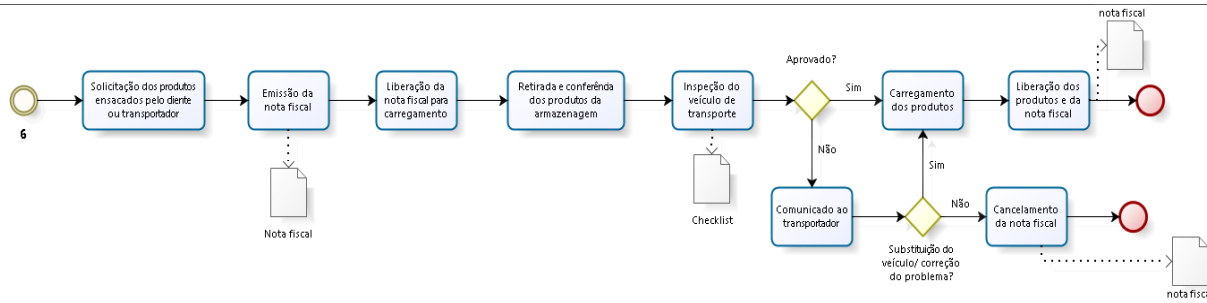 6
Solicitação dos produtos
ensacados pelo cliente
ou transportador
Emissão da
nota fiscal
Nota fiscal
Liberação da
nota fiscal para
carregamento
Retirada e conferência
dos produtos da
armazenagem
Inspeção do
veículo de
transporte
Checklist
Aprovado?
Sim
Não
Carregamento
dos produtos
Liberação dos
produtos e da
nota fiscal
nota fiscal
Comunicado ao
transportador
Substituição do
veículo/ correção
do problema?
Sim
Não
Cancelamento
da nota fiscal
nota fisca